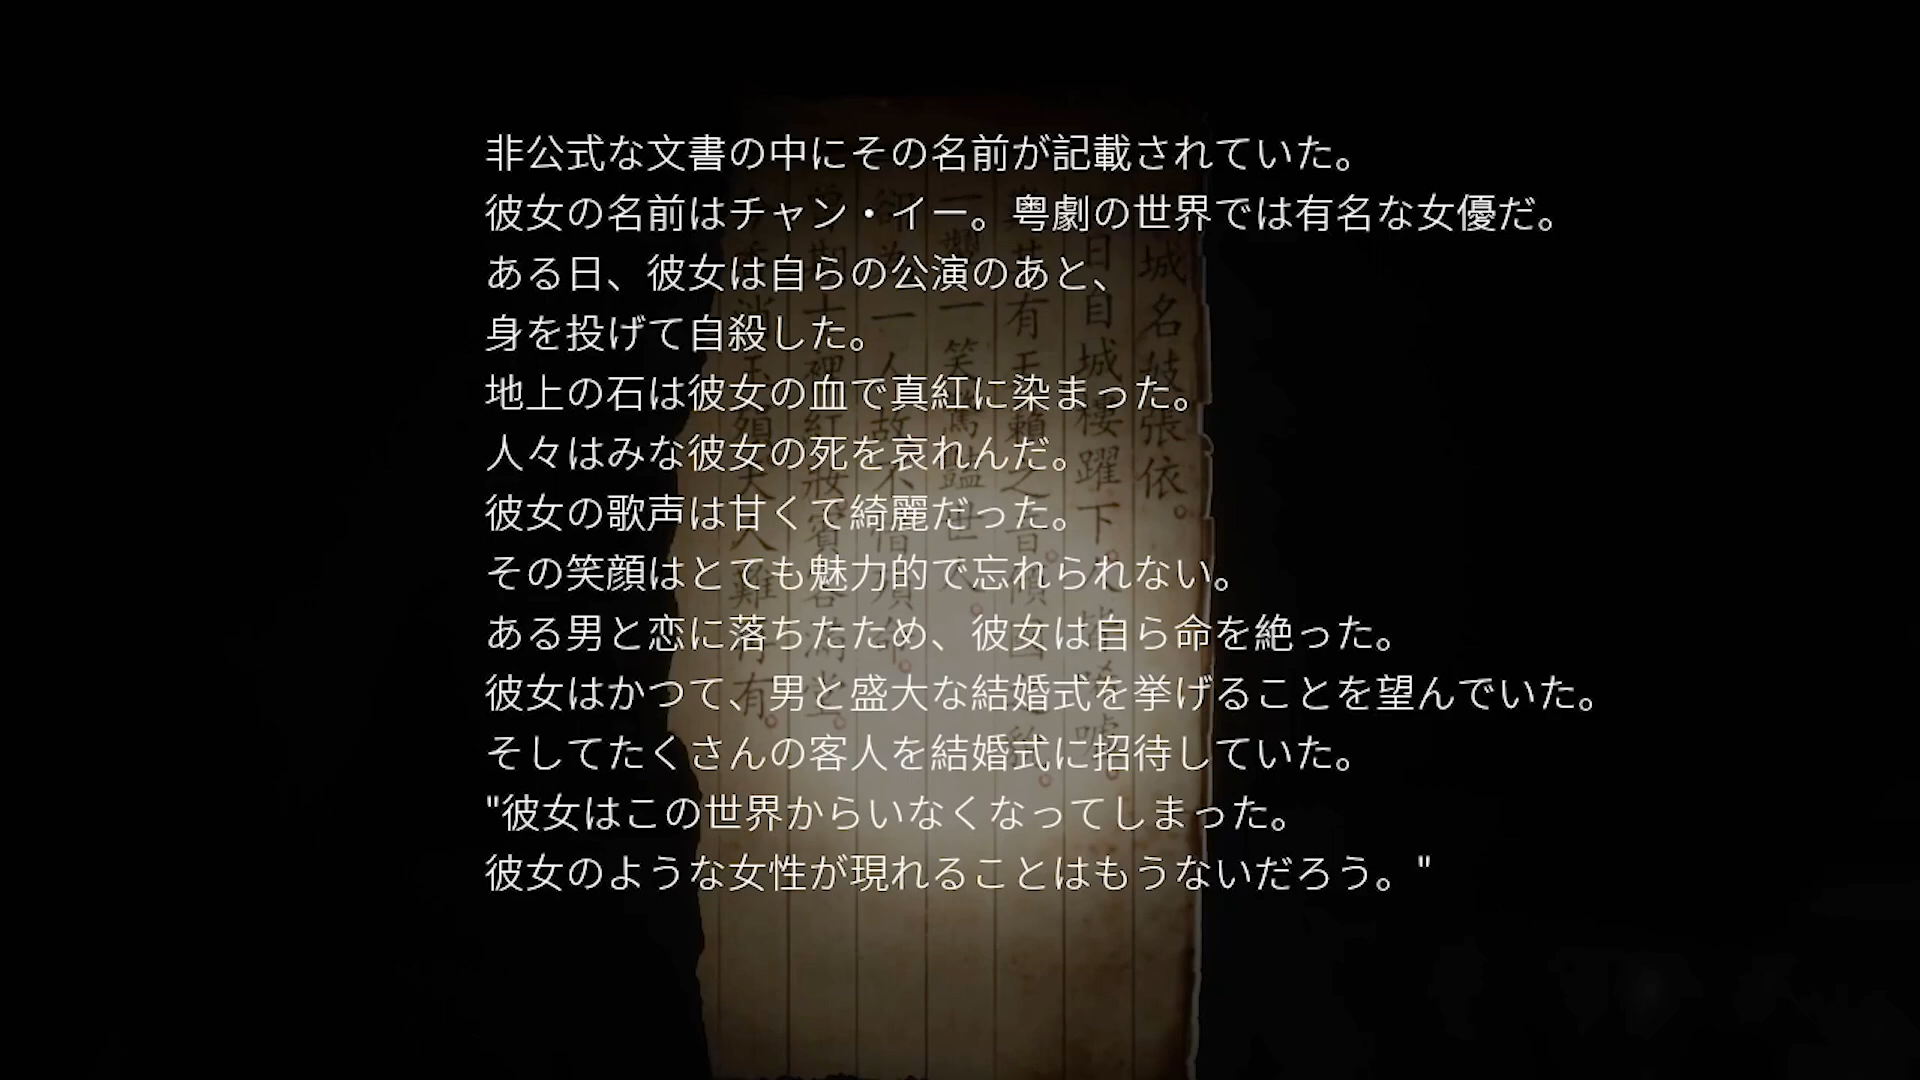 非公式な文書の中にその名前が記載されていた。
彼女の名前はチャン・イー。粤劇の世界では有名な女優だ。
ある日、彼女は自らの公演のあと、
身を投げて自殺した。
地上の石は彼女の血で真紅に染まった。
人々はみな彼女の死を哀れんだ。
彼女の歌声は甘くて綺麗だった。
その笑顔はとても魅力的で忘れられない。
ある男と恋に落ちたため、彼女は自ら命を絶った。
彼女はかつて、男と盛大な結婚式を挙げることを望んでいた。
そしてたくさんの客人を結婚式に招待していた。
"彼女はこの世界からいなくなってしまった。
彼女のような女性が現れることはもうないだろう。"
城名妓張依。
日自城樓躍下